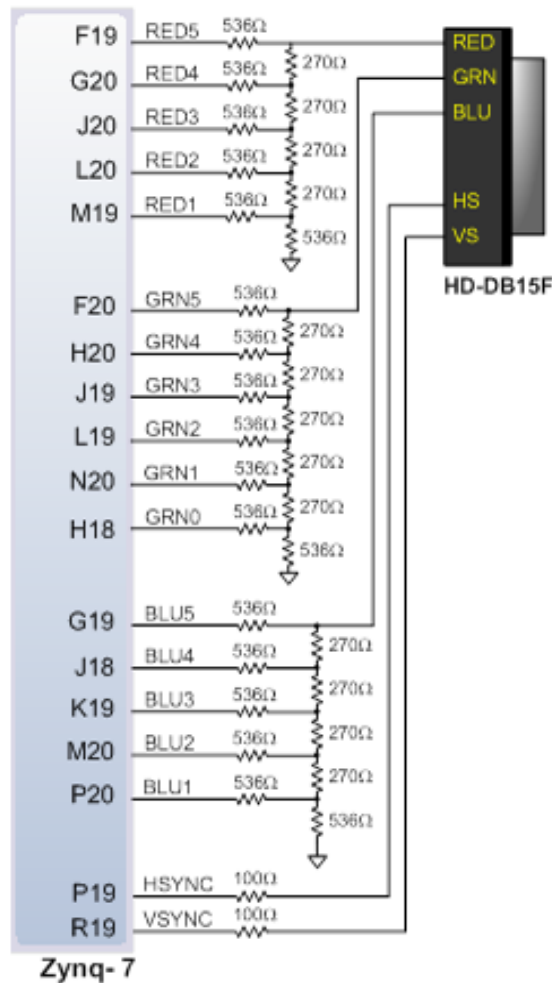 F19 RED5 536Ω RED
270Ω
G20 RED4 536Ω GRN
270Ω
J20 RED3 536Ω BLU
270Ω
L20 RED2 536Ω
270Ω
M19 RED1 536Ω HS
536Ω VS
HD-DB15F
F20 GRN5 536Ω
270Ω
H20 GRN4 536Ω
270Ω
J19 GRN3 536Ω
270Ω
L19 GRN2 536Ω
270Ω
N20 GRN1 536Ω
270Ω
H18 GRN0 536Ω
536Ω
G19 BLU5 536Ω
270Ω
J18 BLU4 536Ω
270Ω
K19 BLU3 536Ω
270Ω
M20 BLU2 536Ω
270Ω
P20 BLU1 536Ω
536Ω
P19 HSYNC 100Ω
R19 VSYNC 100Ω
Zynq- 7